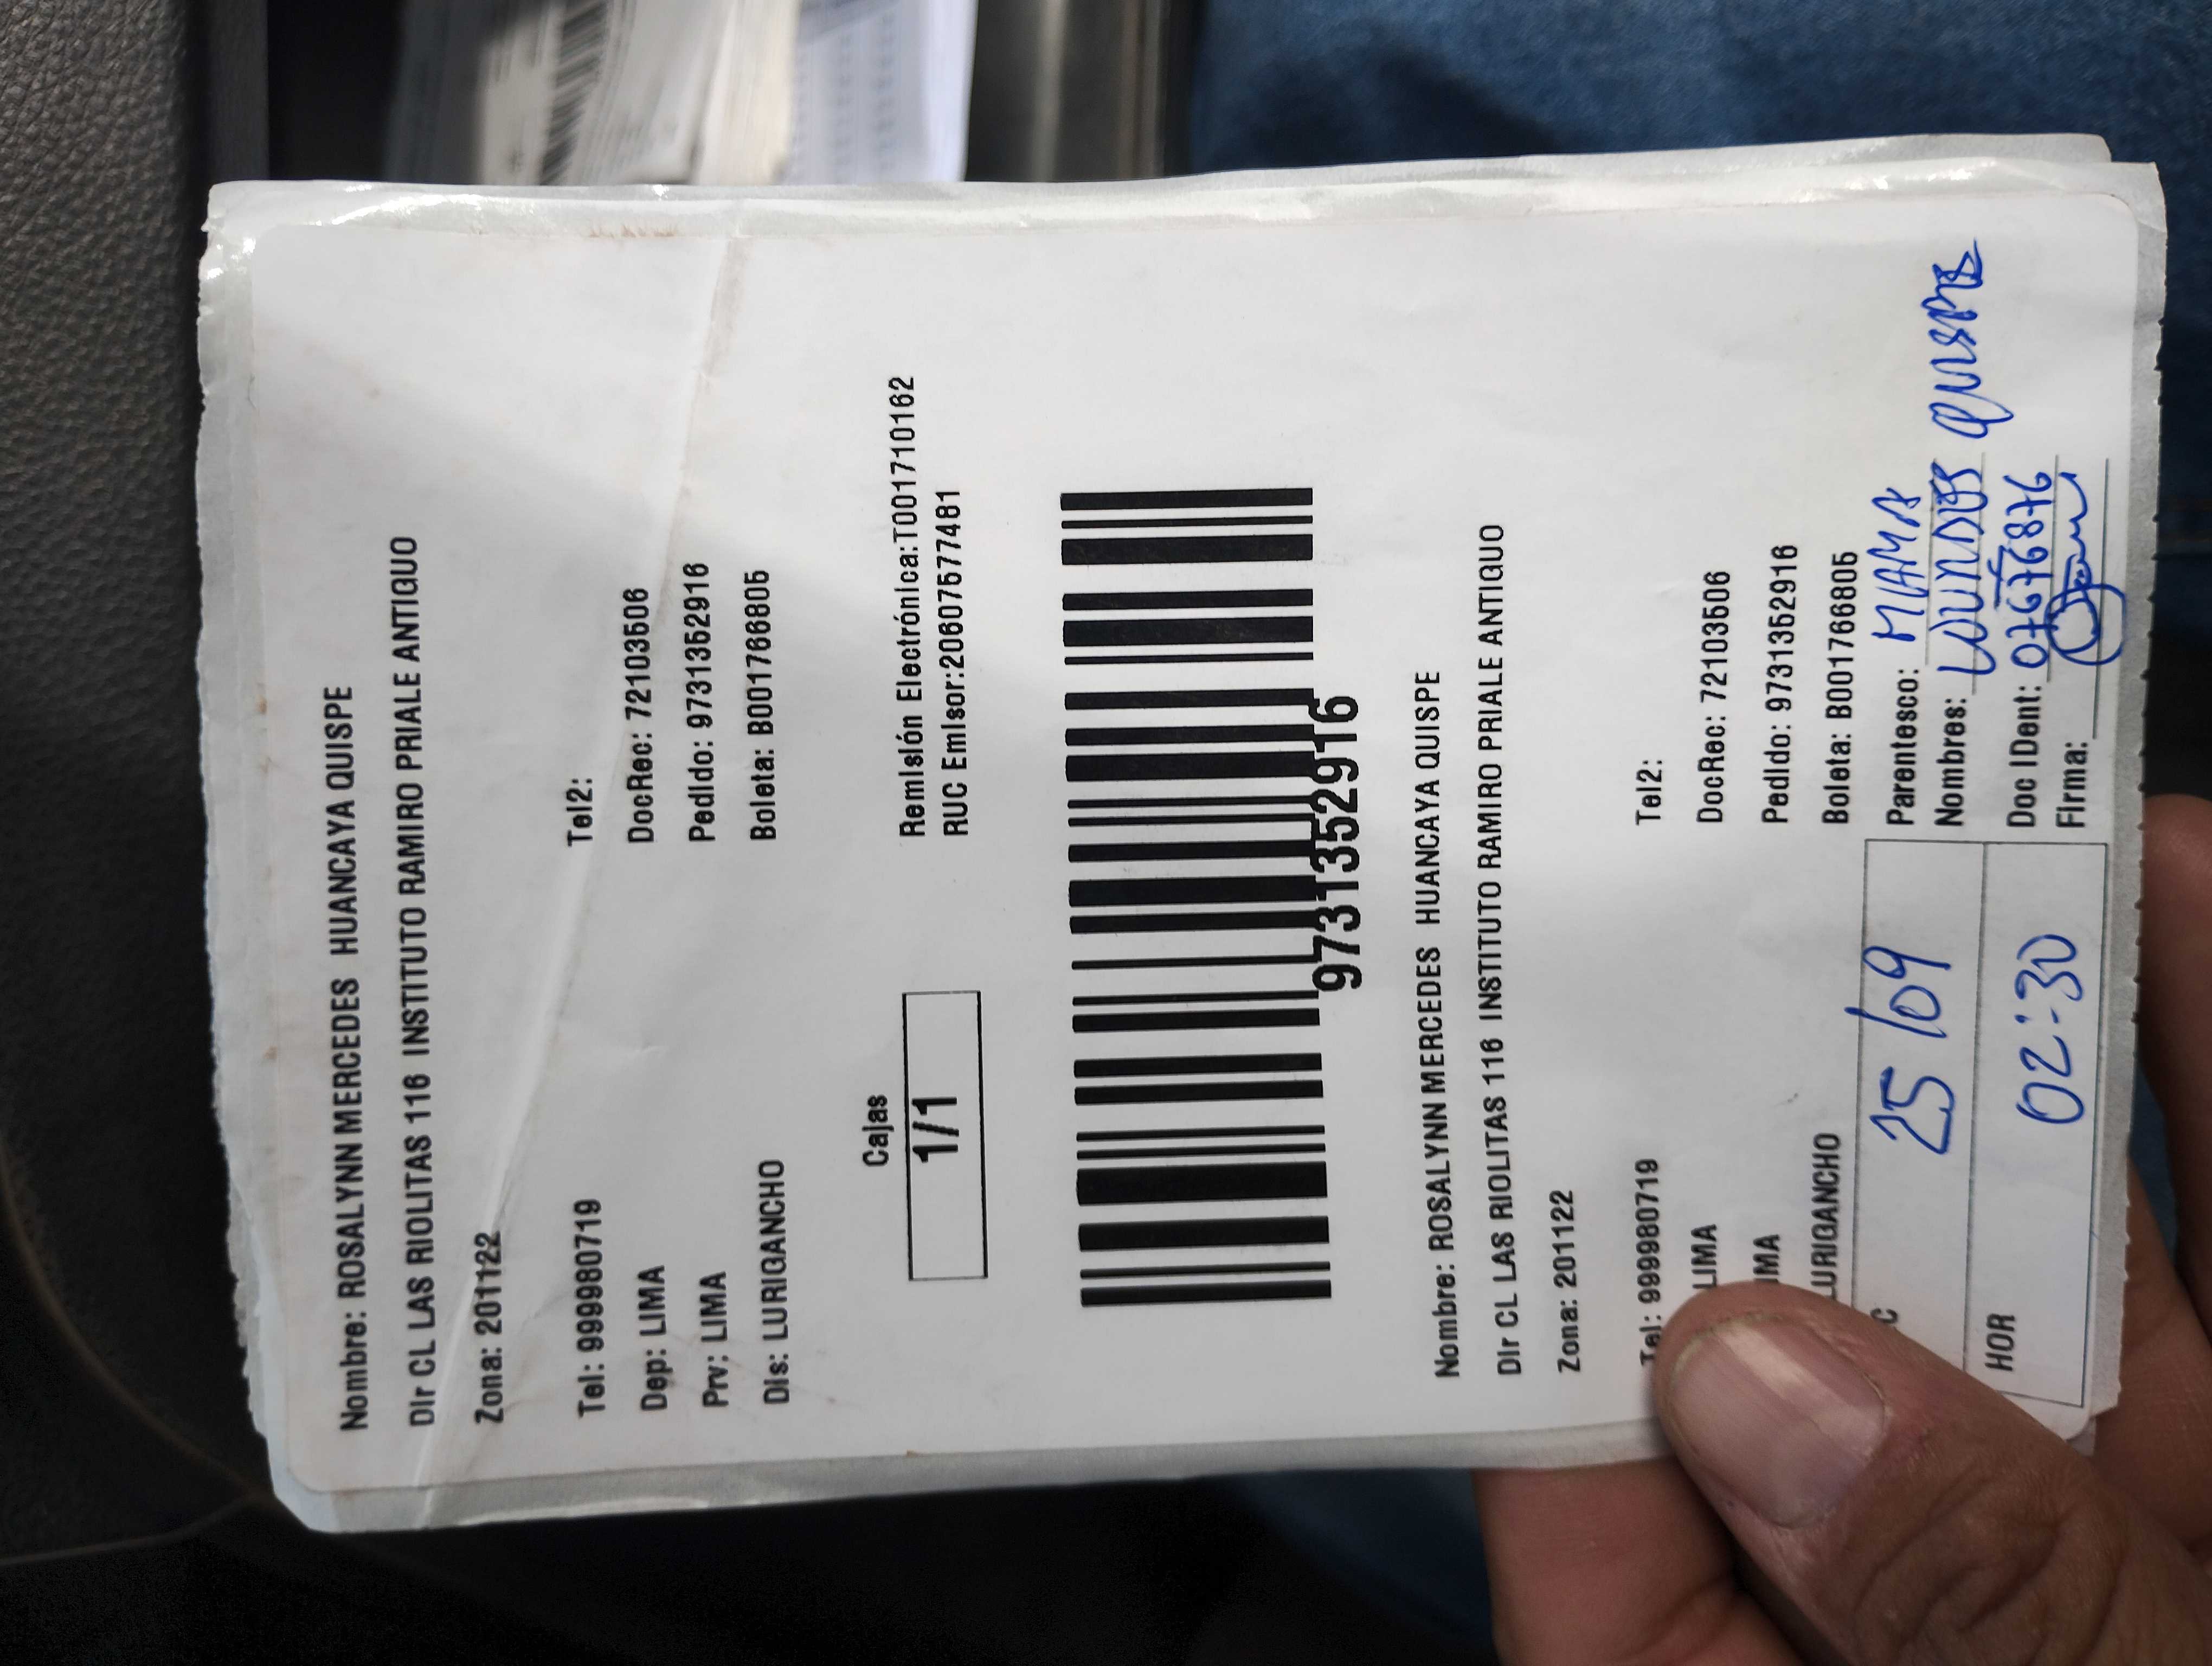 Nombre: ROSALYNN MERCEDES HUANCAYA QUISPE
Dir CL LAS RIOLITAS 116 INSTITUTO RAMIRO PRIALE ANTIGUO
Zona: 201122
Tel: 999980719 Tel2:
Dep: LIMA DocRec: 72103506
Prv: LIMA Pedido: 9731352916
Dis: LURIGANCHO Boleta: B001766805
Cajas
1/1
Remisión Electrónica:T001710162
RUC Emisor:20607577481
9731352916
Nombre: ROSALYNN MERCEDES HUANCAYA QUISPE
Dir CL LAS RIOLITAS 116 INSTITUTO RAMIRO PRIALE ANTIGUO
Zona: 201122
Tel: 999980719 Tel2:
LIMA DocRec: 72103506
IMA Pedido: 9731352916
LURIGANCHO Boleta: B001766805
C 25/09 Parentesco: MAMA
Nombres: LOURDES QUISPE
HOR 02:30 Doc IDent: 07676876
Firma: